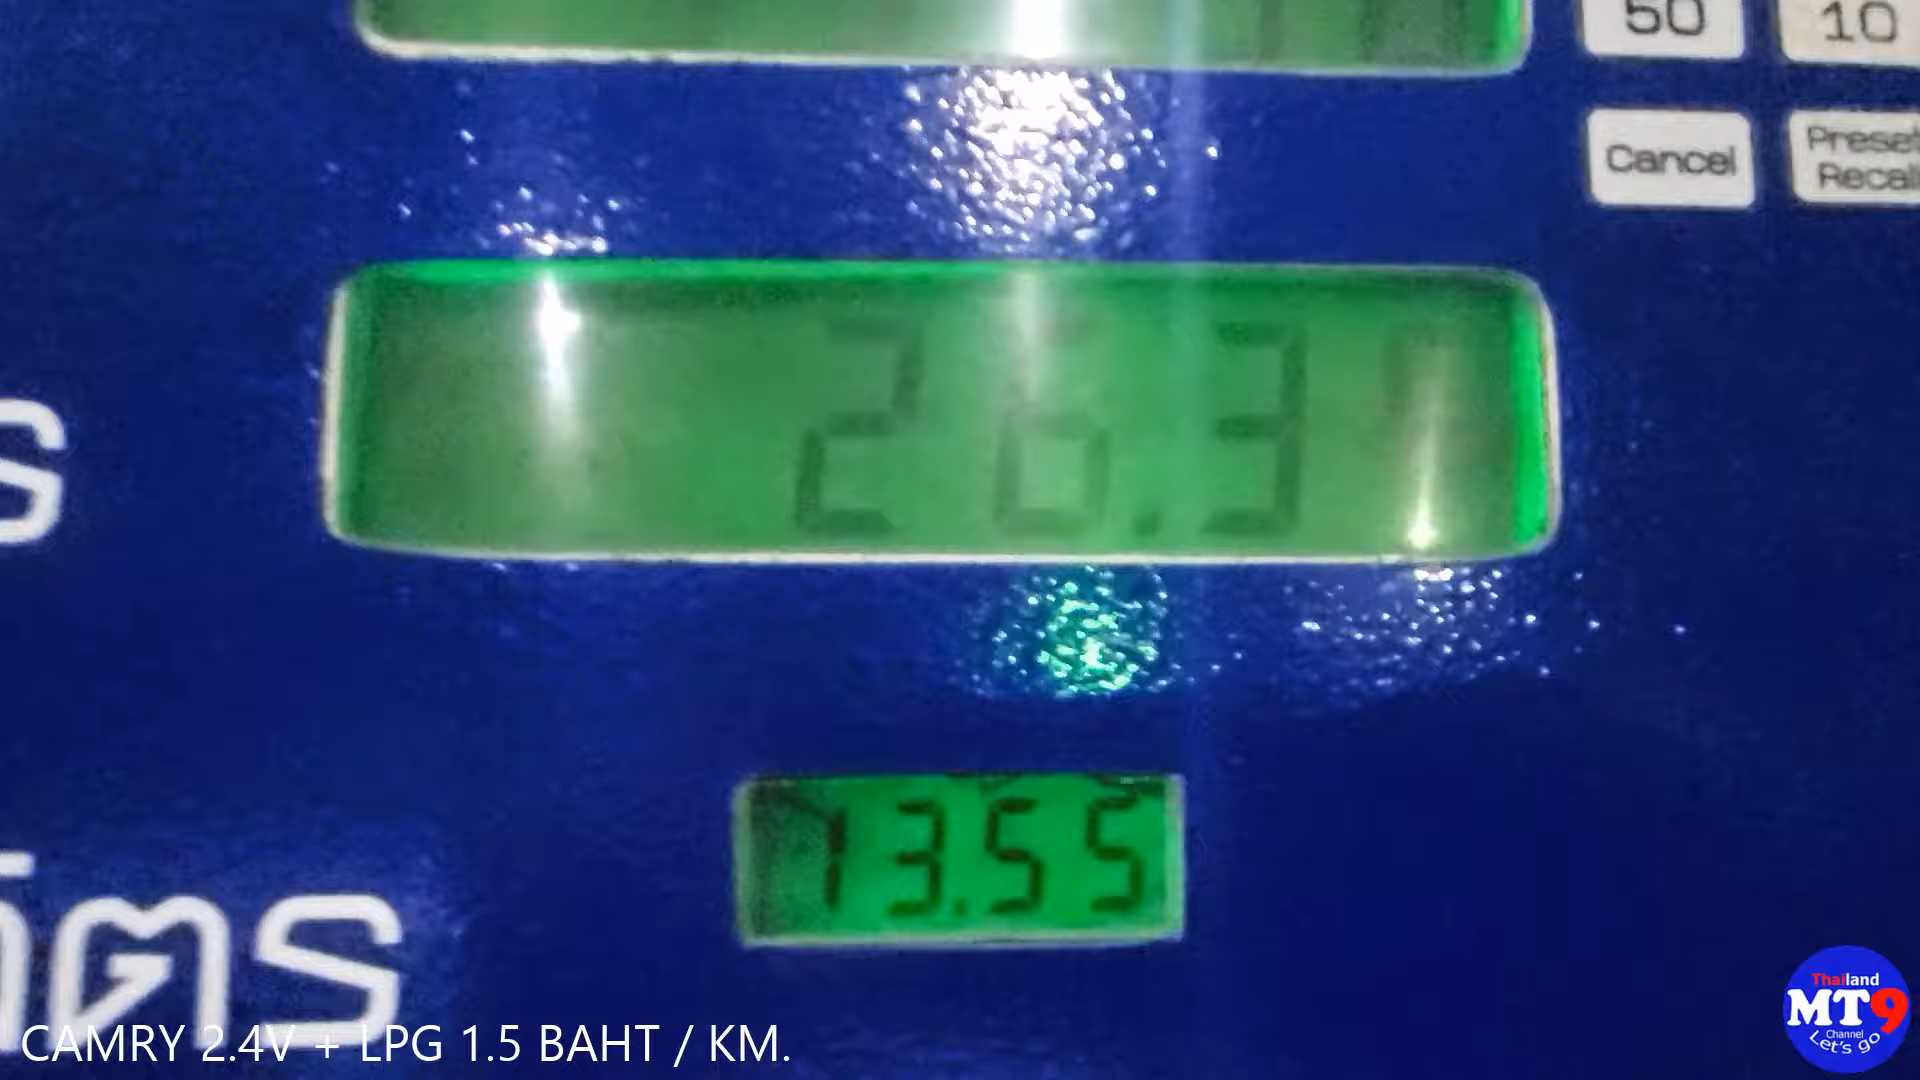 50
10
Cancel
Preset
Recall
26.3
13.55
CAMRY 2.4V + LPG 1.5 BAHT / KM.
Thailand
MT9
Channel
Let's go